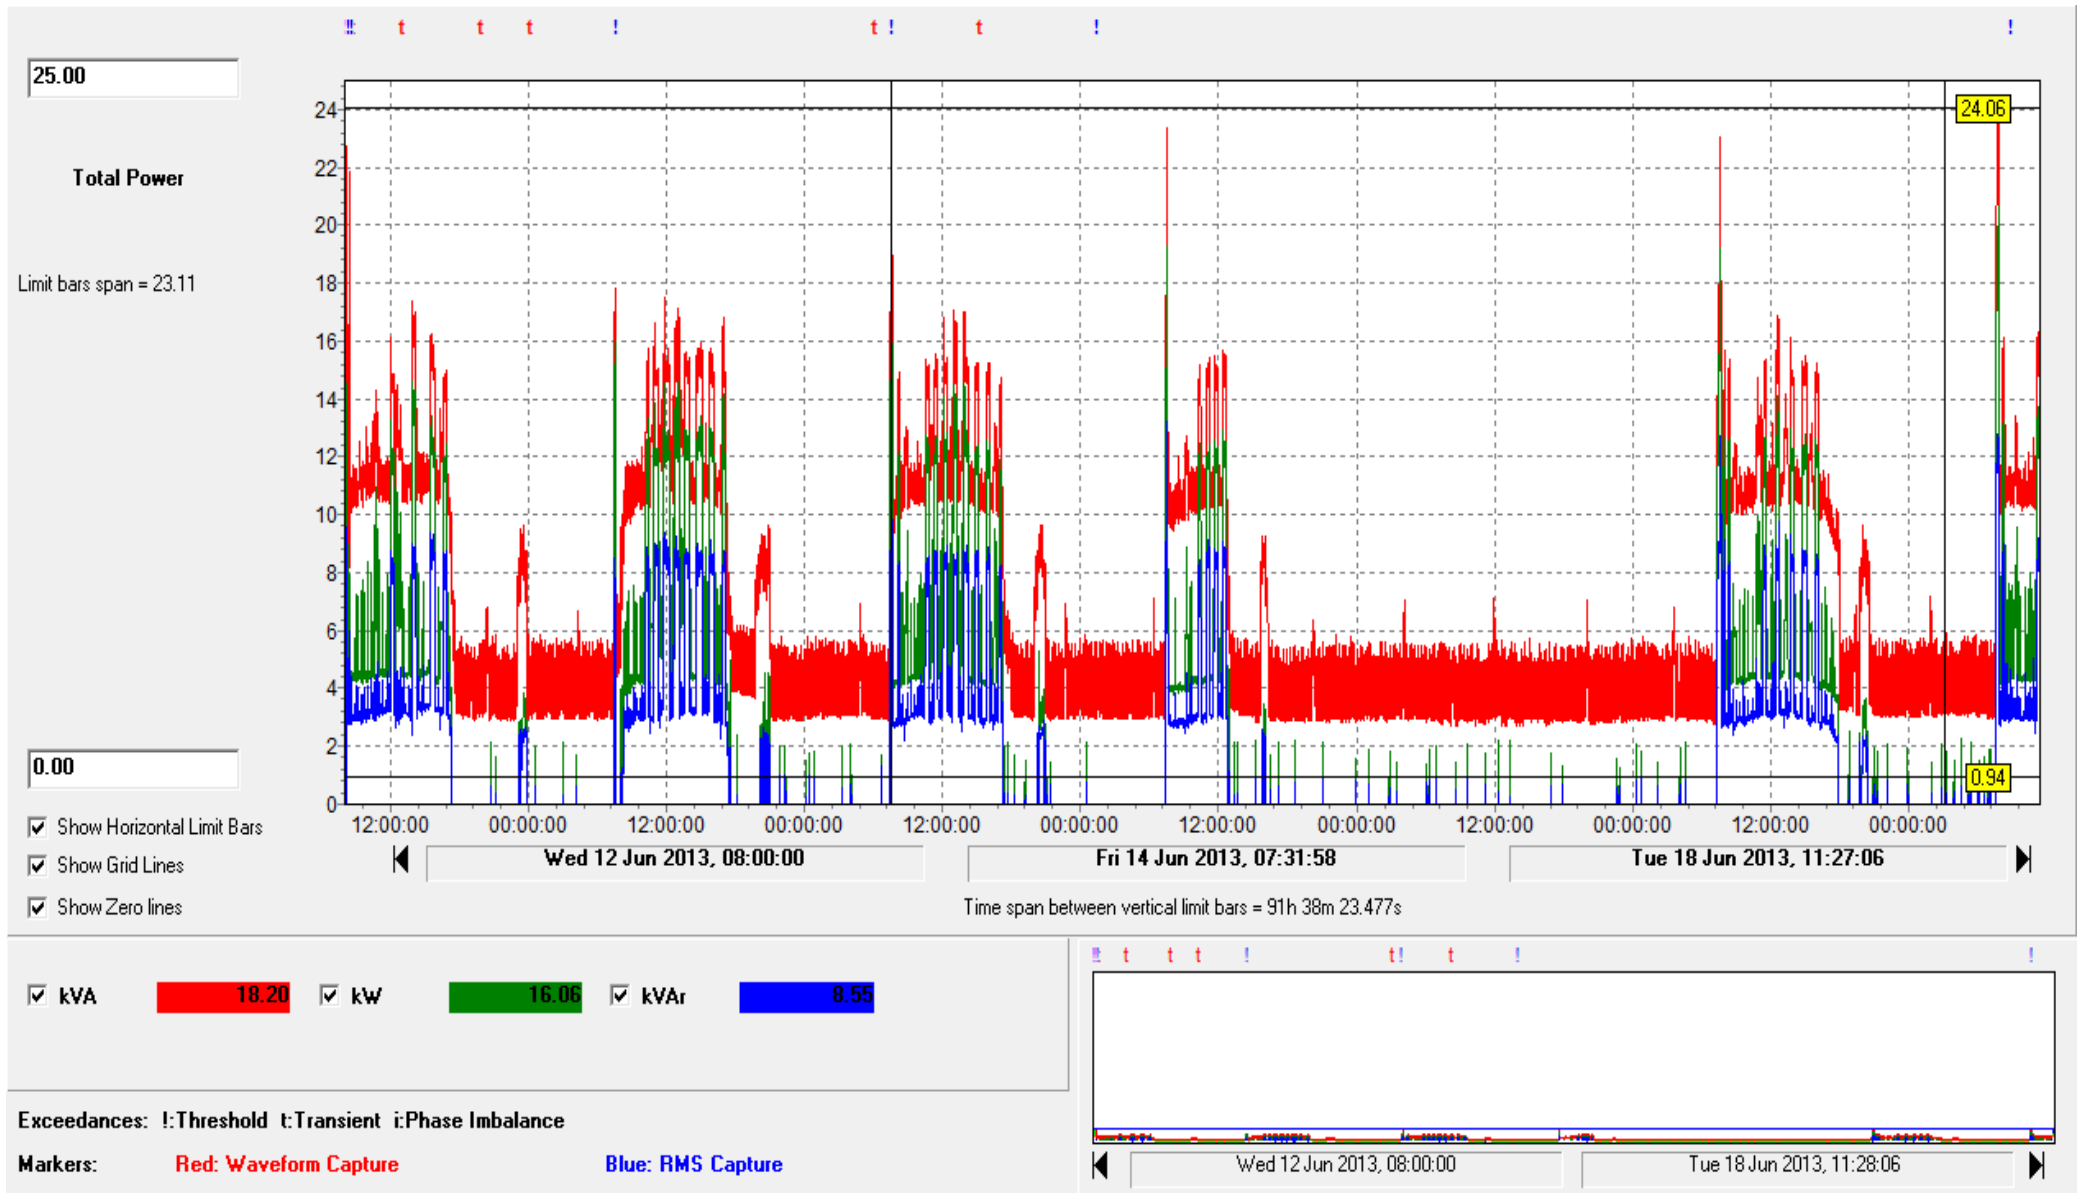 !!! t t t ! t ! t ! !
25.00
Total Power
Limit bars span = 23.11
24
22
20
18
16
14
12
10
8
6
4
2
0
24.06
0.94
0.00
12:00:00 00:00:00 12:00:00 00:00:00 12:00:00 00:00:00 12:00:00 00:00:00 12:00:00 00:00:00 12:00:00 00:00:00
Show Horizontal Limit Bars
Show Grid Lines
Show Zero lines
Wed 12 Jun 2013, 08:00:00 Fri 14 Jun 2013, 07:31:58 Tue 18 Jun 2013, 11:27:06
Time span between vertical limit bars = 91h 38m 23.477s
kVA 18.20 kW 16.06 kVAr 8.55
t t t ! t! t ! !
Exceedances: !:Threshold t:Transient i:Phase Imbalance
Markers: Red: Waveform Capture Blue: RMS Capture
Wed 12 Jun 2013, 08:00:00 Tue 18 Jun 2013, 11:28:06